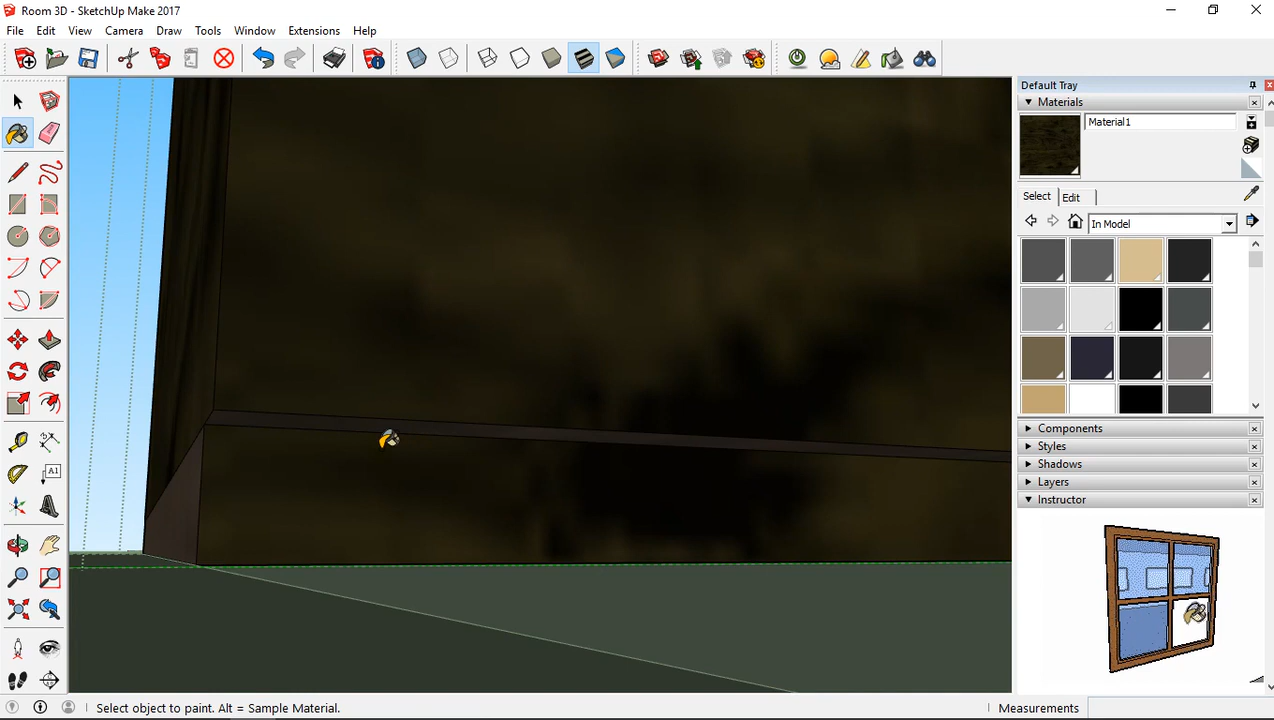 Room 3D - SketchUp Make 2017
File Edit View Camera Draw Tools Window Extensions Help
Default Tray
Materials
Material1
Select Edit
In Model
Components
Styles
Shadows
Layers
Instructor
A1
Select object to paint. Alt = Sample Material.
Measurements